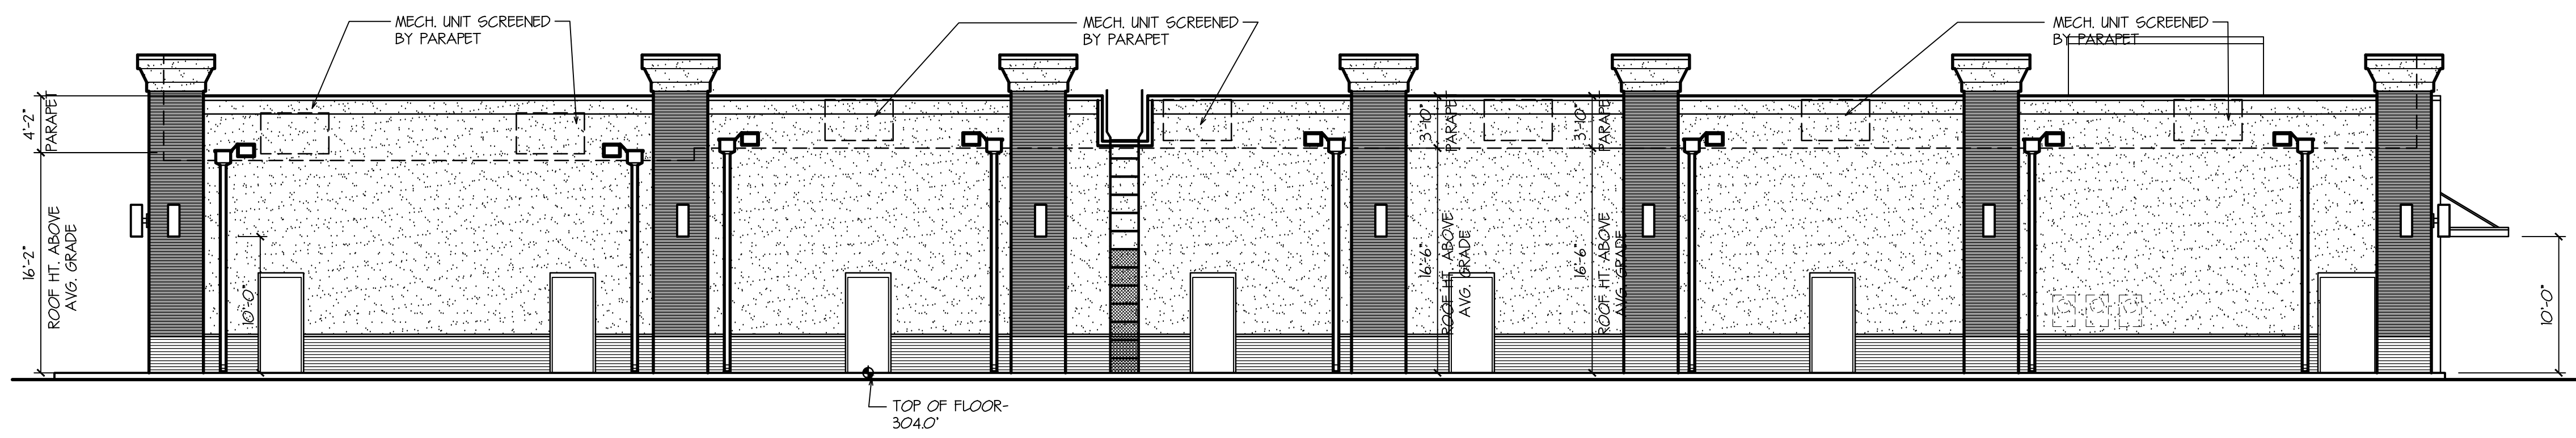 MECH. UNIT SCREENED
BY PARAPET
MECH. UNIT SCREENED
BY PARAPET
MECH. UNIT SCREENED
BY PARAPET
4'-2"
PARAPET
16'-2"
ROOF HT. ABOVE
AVG. GRADE
10'-0"
3'-10"
PARAPET
16'-6"
ROOF HT. ABOVE
AVG. GRADE
3'-10"
PARAPET
16'-6"
ROOF HT. ABOVE
AVG. GRADE
10'-0"
TOP OF FLOOR-
304.0'